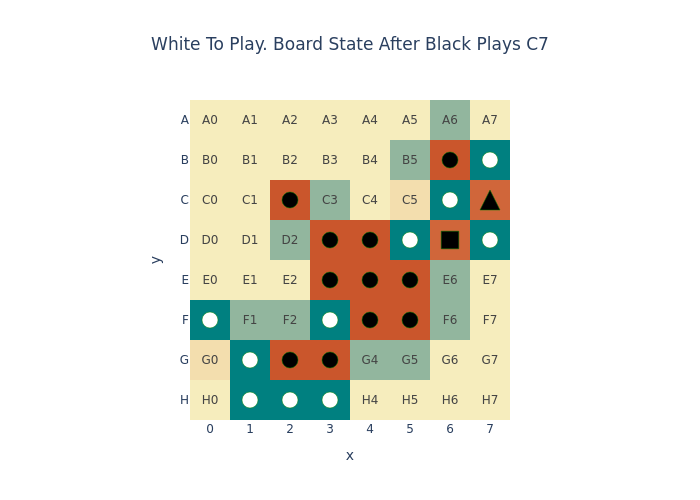 White To Play. Board State After Black Plays C7
A A0 A1 A2 A3 A4 A5 A6 A7
B B0 B1 B2 B3 B4 B5
C C0 C1 C3 C4 C5
D D0 D1 D2
E E0 E1 E2 E6 E7
F F1 F2 F6 F7
G G0 G4 G5 G6 G7
H H0 H4 H5 H6 H7
0 1 2 3 4 5 6 7
x
y